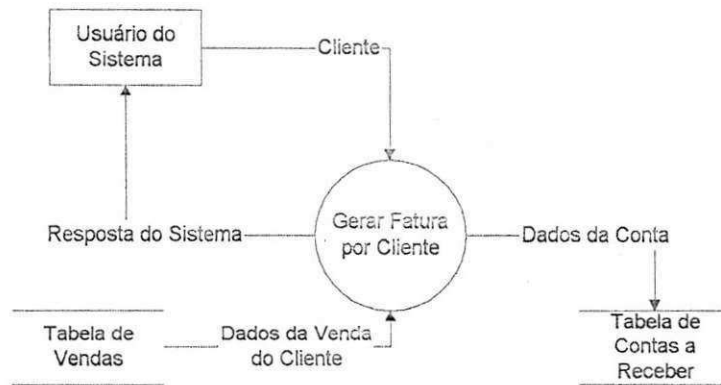 Usuário do
Sistema
Cliente
Gerar Fatura
por Cliente
Resposta do Sistema
Dados da Conta
Tabela de
Vendas
Dados da Venda
do Cliente
Tabela de
Contas a
Receber